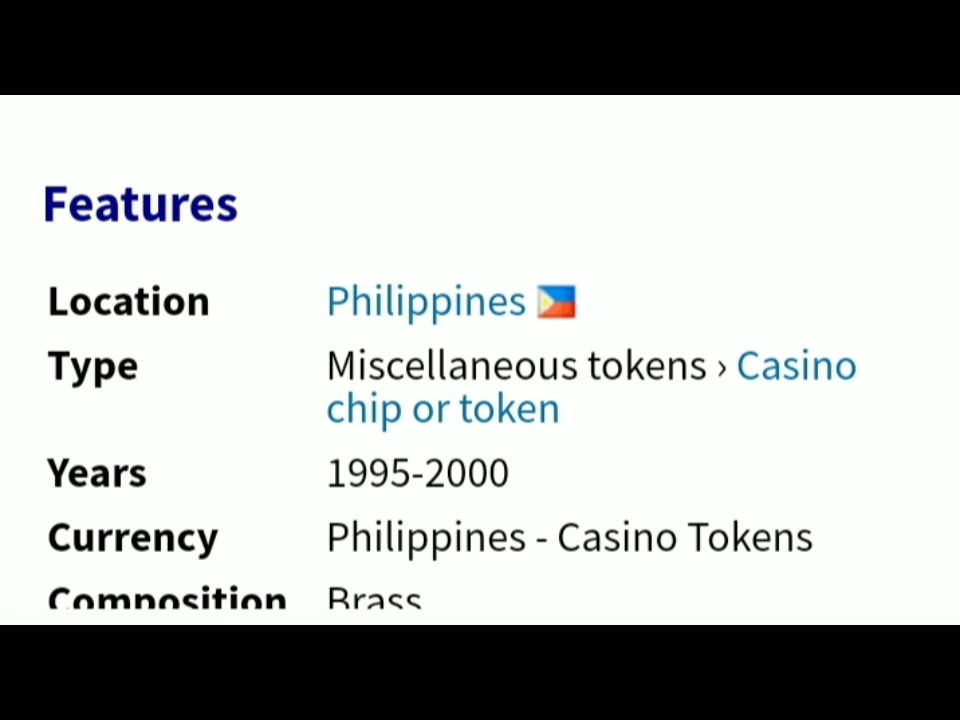 Features
Location Philippines 🇵🇭
Type Miscellaneous tokens › Casino
chip or token
Years 1995-2000
Currency Philippines - Casino Tokens
Composition Brass